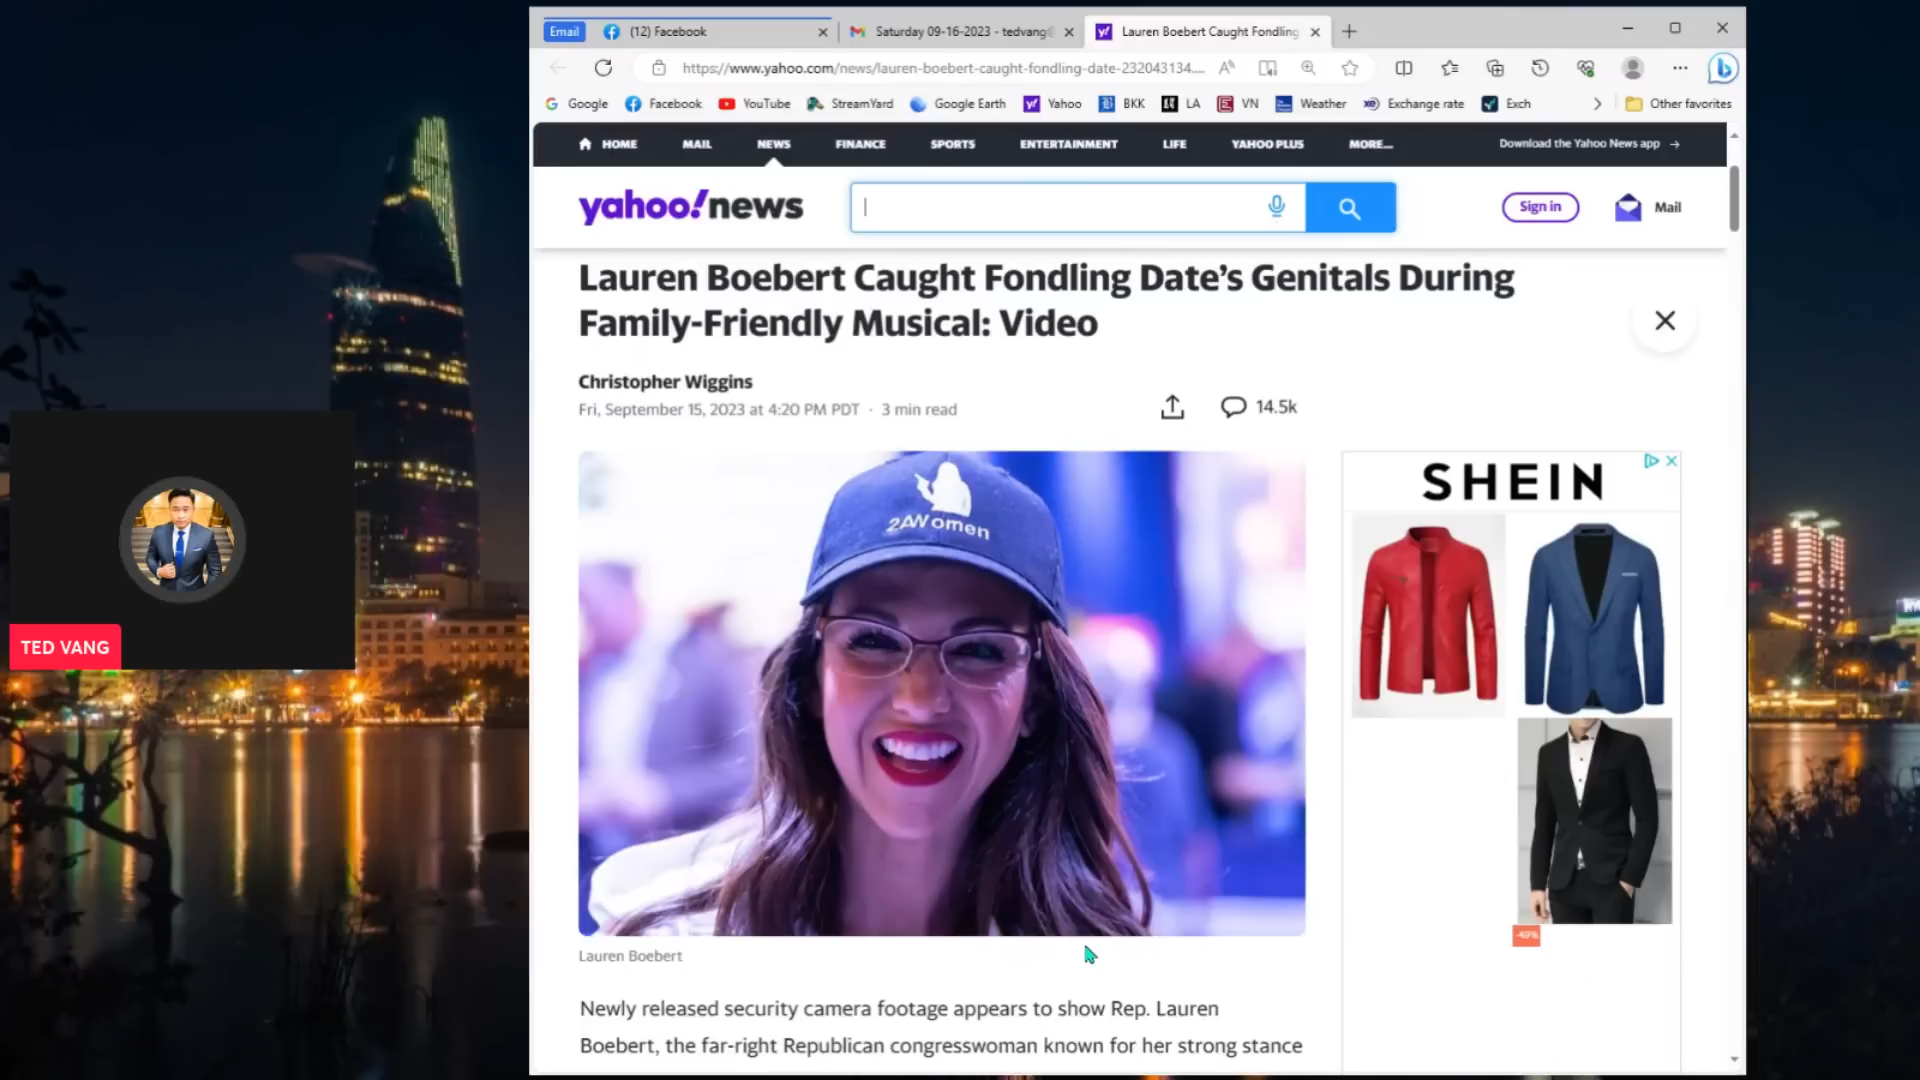 Email
(12) Facebook
Saturday 09-16-2023 - tedvang@
Lauren Boebert Caught Fondling
https://www.yahoo.com/news/lauren-boebert-caught-fondling-date-232043134....
Google
Facebook
YouTube
StreamYard
Google Earth
Yahoo
BKK
LA
VN
Weather
Exchange rate
Exch
Other favorites
HOME
MAIL
NEWS
FINANCE
SPORTS
ENTERTAINMENT
LIFE
YAHOO PLUS
MORE...
Download the Yahoo News app →
yahoo!news
Sign in
Mail
Lauren Boebert Caught Fondling Date’s Genitals During
Family-Friendly Musical: Video
Christopher Wiggins
Fri, September 15, 2023 at 4:20 PM PDT · 3 min read
14.5k
2AWomen
SHEIN
-49%
TED VANG
Lauren Boebert
Newly released security camera footage appears to show Rep. Lauren
Boebert, the far-right Republican congresswoman known for her strong stance